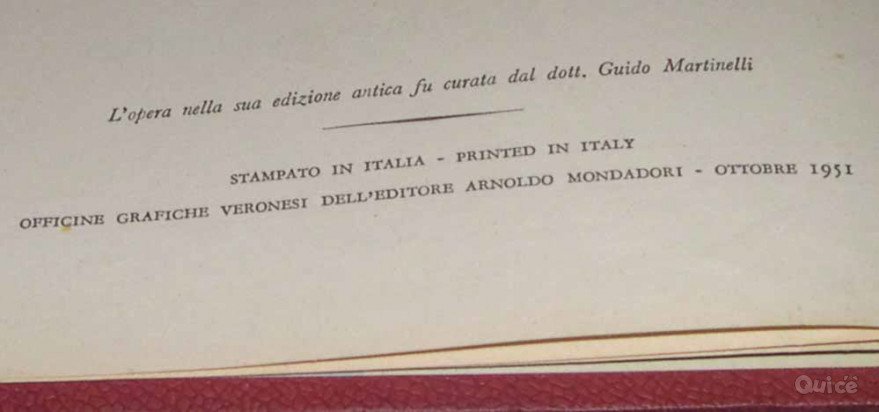 L'opera nella sua edizione antica fu curata dal dott. Guido Martinelli
STAMPATO IN ITALIA - PRINTED IN ITALY
OFFICINE GRAFICHE VERONESI DELL'EDITORE ARNOLDO MONDADORI - OTTOBRE 1951
Quice